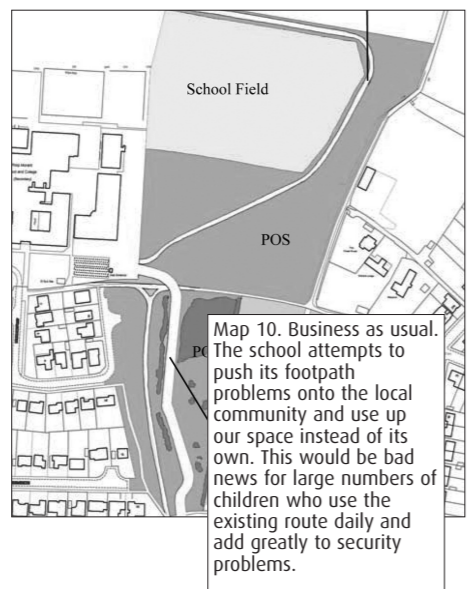 School Field
POS
Map 10. Business as usual.
The school attempts to
push its footpath
problems onto the local
community and use up
our space instead of its
own. This would be bad
news for large numbers of
children who use the
existing route daily and
add greatly to security
problems.